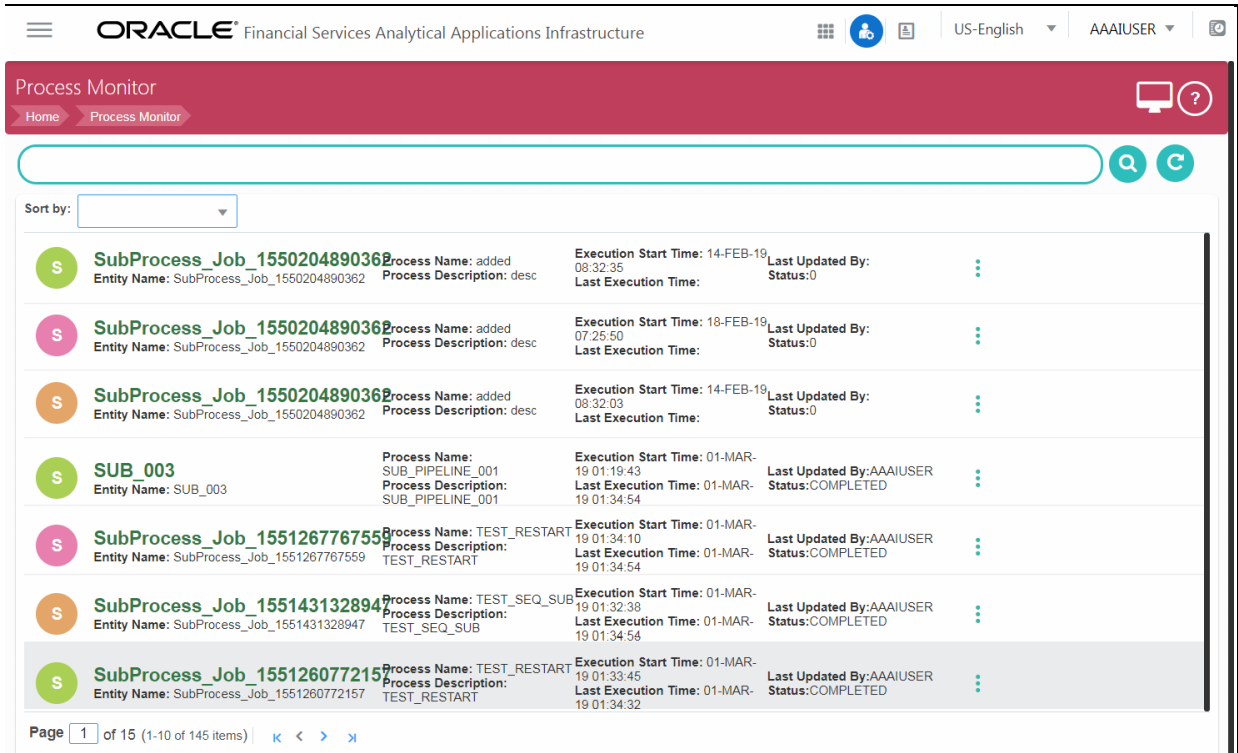 ORACLE® Financial Services Analytical Applications Infrastructure
US-English
AAAIUSER
Process Monitor
Home
Process Monitor
?
Sort by:
S
SubProcess_Job_1550204890362
Entity Name: SubProcess_Job_1550204890362
Process Name: added
Process Description: desc
Execution Start Time: 14-FEB-19
08:32:35
Last Execution Time:
Last Updated By:
Status:0
S
SubProcess_Job_1550204890362
Entity Name: SubProcess_Job_1550204890362
Process Name: added
Process Description: desc
Execution Start Time: 18-FEB-19
07:25:50
Last Execution Time:
Last Updated By:
Status:0
S
SubProcess_Job_1550204890362
Entity Name: SubProcess_Job_1550204890362
Process Name: added
Process Description: desc
Execution Start Time: 14-FEB-19
08:32:03
Last Execution Time:
Last Updated By:
Status:0
S
SUB_003
Entity Name: SUB_003
Process Name:
SUB_PIPELINE_001
Process Description:
SUB_PIPELINE_001
Execution Start Time: 01-MAR-
19 01:19:43
Last Execution Time: 01-MAR-
19 01:34:54
Last Updated By:AAAIUSER
Status:COMPLETED
S
SubProcess_Job_1551267767559
Entity Name: SubProcess_Job_1551267767559
Process Name: TEST_RESTART
Process Description:
TEST_RESTART
Execution Start Time: 01-MAR-
19 01:34:10
Last Execution Time: 01-MAR-
19 01:34:54
Last Updated By:AAAIUSER
Status:COMPLETED
S
SubProcess_Job_1551431328947
Entity Name: SubProcess_Job_1551431328947
Process Name: TEST_SEQ_SUB
Process Description:
TEST_SEQ_SUB
Execution Start Time: 01-MAR-
19 01:32:38
Last Execution Time: 01-MAR-
19 01:34:54
Last Updated By:AAAIUSER
Status:COMPLETED
S
SubProcess_Job_1551260772157
Entity Name: SubProcess_Job_1551260772157
Process Name: TEST_RESTART
Process Description:
TEST_RESTART
Execution Start Time: 01-MAR-
19 01:33:45
Last Execution Time: 01-MAR-
19 01:34:32
Last Updated By:AAAIUSER
Status:COMPLETED
Page 1 of 15 (1-10 of 145 items)